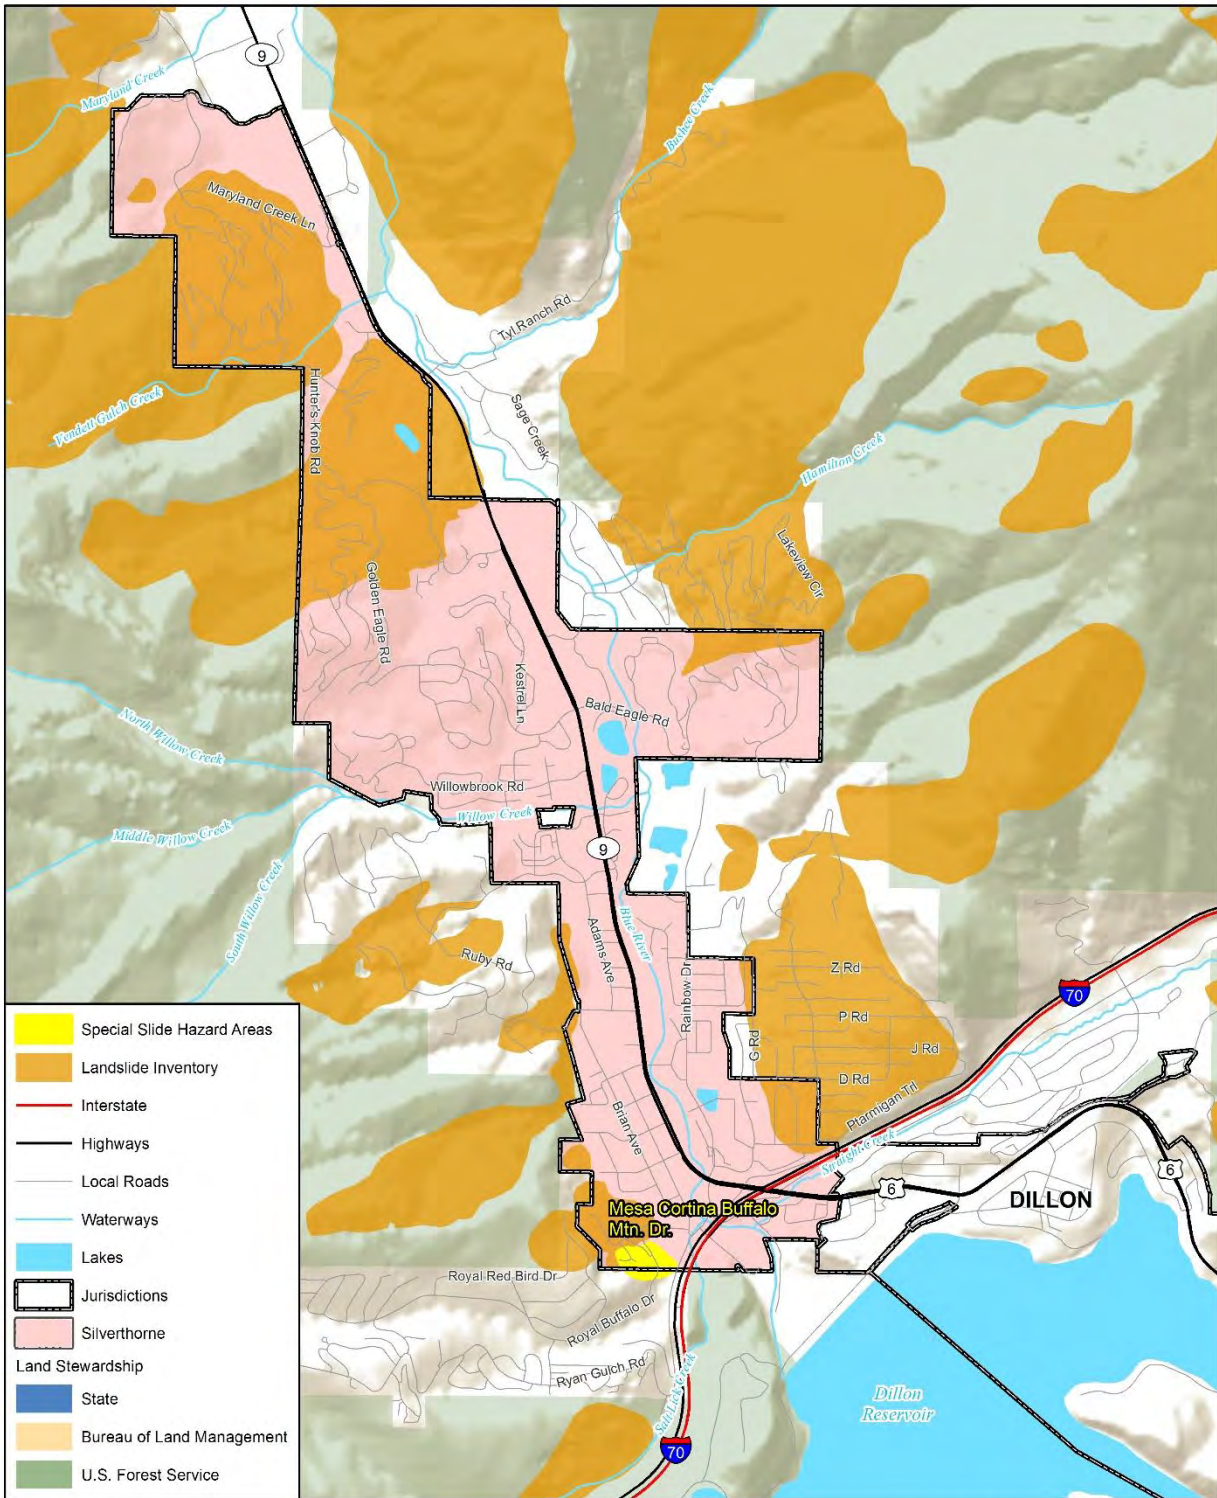 9
Maryland Creek
Bushee Creek
Maryland Creek Ln
Tyl Ranch Rd
Sage Creek
Hunter's Knob Rd
Vendett Gulch Creek
Hamilton Creek
Lakeview Cir
Golden Eagle Rd
Kestrel Ln
Bald Eagle Rd
North Willow Creek
Willowbrook Rd
Willow Creek
Middle Willow Creek
9
South Willow Creek
Adams Ave
Blue River
Ruby Rd
Rainbow Dr
Z Rd
P Rd
G Rd
J Rd
D Rd
70
Ptarmigan Trl
Brian Ave
Straight Creek
6
6
DILLON
Mesa Cortina Buffalo
Mtn. Dr.
Royal Red Bird Dr
Royal Buffalo Dr
Ryan Gulch Rd
Salt Lick Creek
Dillon
Reservoir
70
Special Slide Hazard Areas
Landslide Inventory
Interstate
Highways
Local Roads
Waterways
Lakes
Jurisdictions
Silverthorne
Land Stewardship
State
Bureau of Land Management
U.S. Forest Service